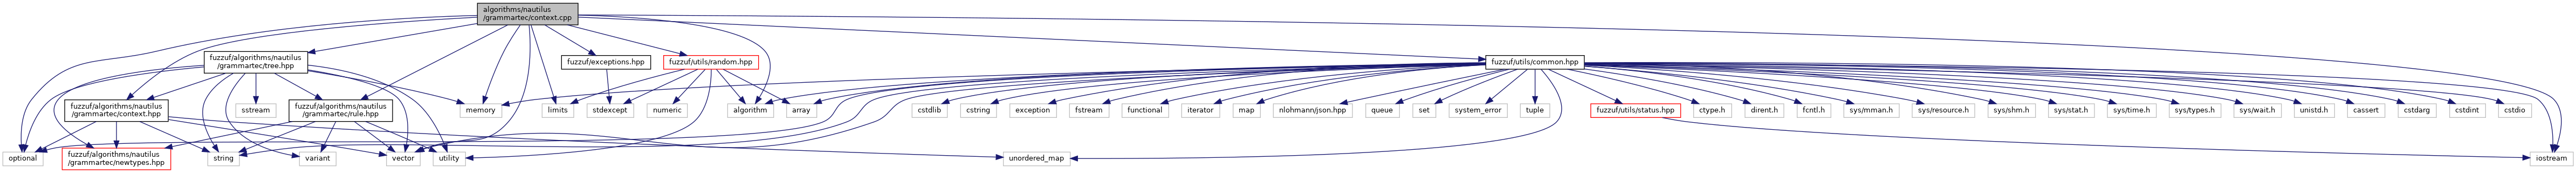 algorithms/nautilus
/grammartec/context.cpp
fuzzuf/algorithms/nautilus
/grammartec/tree.hpp
fuzzuf/exceptions.hpp
fuzzuf/utils/random.hpp
fuzzuf/utils/common.hpp
fuzzuf/algorithms/nautilus
/grammartec/context.hpp
sstream
fuzzuf/algorithms/nautilus
/grammartec/rule.hpp
memory
limits
stdexcept
numeric
algorithm
array
cstdlib
cstring
exception
fstream
functional
iterator
map
nlohmann/json.hpp
queue
set
system_error
tuple
fuzzuf/utils/status.hpp
ctype.h
dirent.h
fcntl.h
sys/mman.h
sys/resource.h
sys/shm.h
sys/stat.h
sys/time.h
sys/types.h
sys/wait.h
unistd.h
cassert
cstdarg
cstdint
cstdio
optional
fuzzuf/algorithms/nautilus
/grammartec/newtypes.hpp
string
variant
vector
utility
unordered_map
iostream